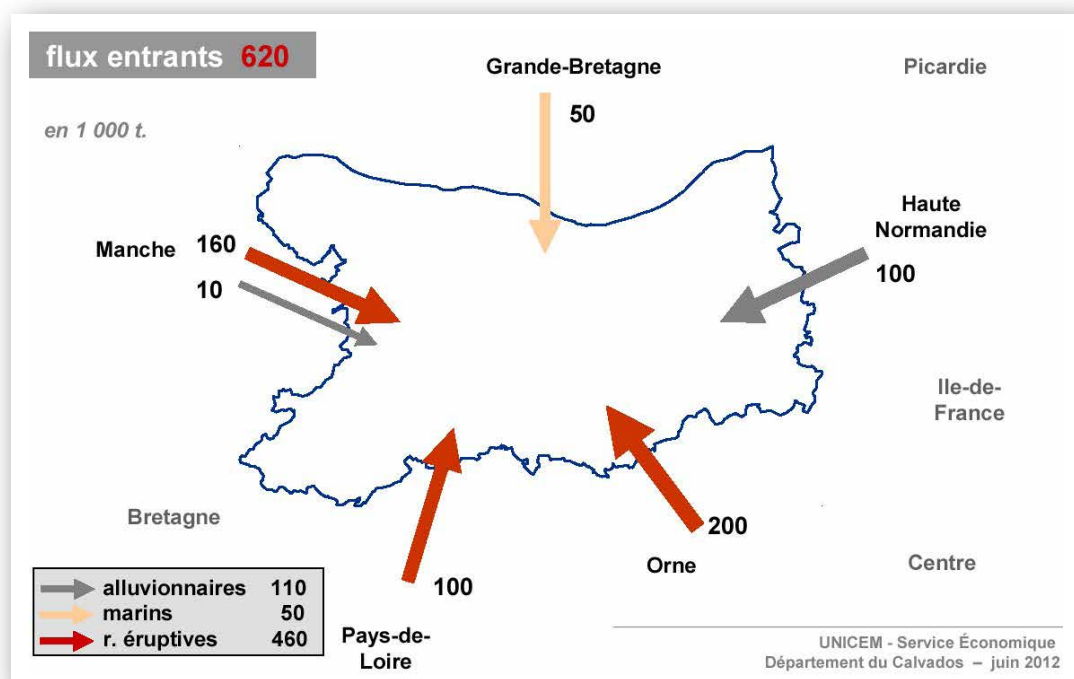 flux entrants 620
Grande-Bretagne
Picardie
50
en 1 000 t.
Haute
Normandie
Manche 160
100
10
Ile-de-
France
Bretagne
200
Orne
Centre
100
alluvionnaires 110
marins 50
r. éruptives 460
Pays-de-
Loire
UNICEM - Service Économique
Département du Calvados – juin 2012